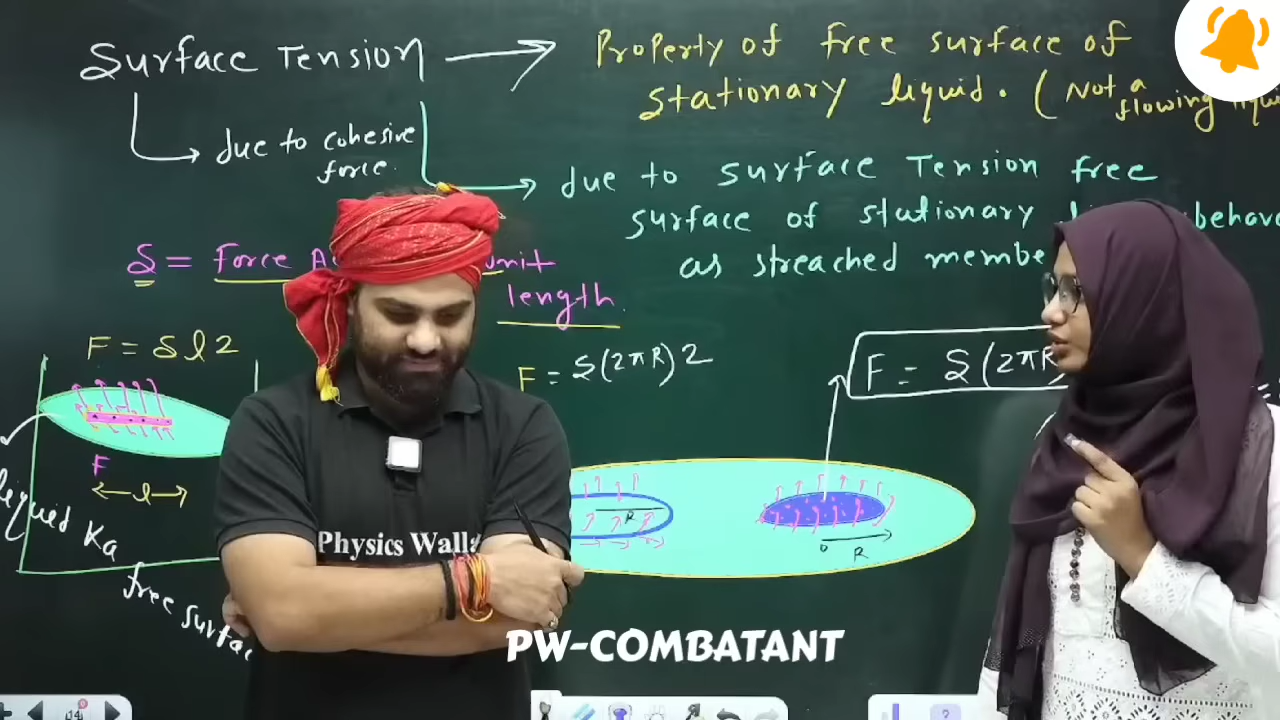 Surface Tension
Property of free surface of
stationary liquid. (Not a
flowing
due to cohesive
force.
due to surface Tension free
surface of stationary
behave
as streached membe
S = Force A
unit
length
F = S l 2
F = S(2πR)2
F = S(2πR
F
l
R
R
liquid Ka
free surfac
Physics Walla
PW-COMBATANT